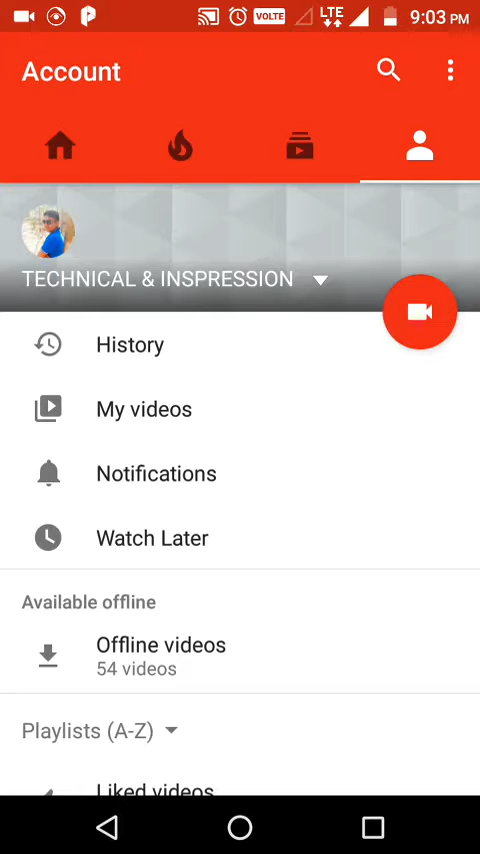 VOLTE LTE 9:03 PM
Account
TECHNICAL & INSPRESSION
History
My videos
Notifications
Watch Later
Available offline
Offline videos
54 videos
Playlists (A-Z)
Liked videos